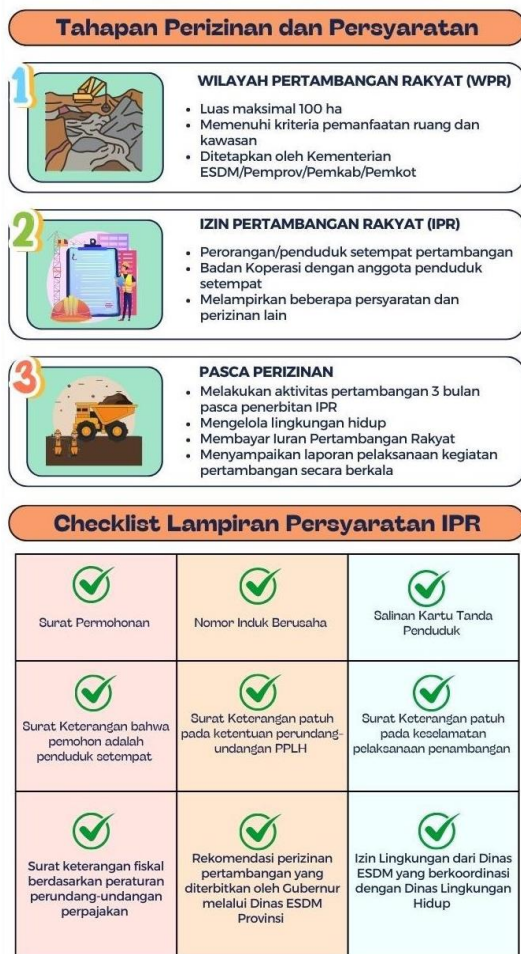 Tahapan Perizinan dan Persyaratan
1
WILAYAH PERTAMBANGAN RAKYAT (WPR)
• Luas maksimal 100 ha
• Memenuhi kriteria pemanfaatan ruang dan
kawasan
• Ditetapkan oleh Kementerian
ESDM/Pemprov/Pemkab/Pemkot
2
IZIN PERTAMBANGAN RAKYAT (IPR)
• Perorangan/penduduk setempat pertambangan
• Badan Koperasi dengan anggota penduduk
setempat
• Melampirkan beberapa persyaratan dan
perizinan lain
3
PASCA PERIZINAN
• Melakukan aktivitas pertambangan 3 bulan
pasca penerbitan IPR
• Mengelola lingkungan hidup
• Membayar Iuran Pertambangan Rakyat
• Menyampaikan laporan pelaksanaan kegiatan
pertambangan secara berkala
Checklist Lampiran Persyaratan IPR
Surat Permohonan
Nomor Induk Berusaha
Salinan Kartu Tanda
Penduduk
Surat Keterangan bahwa
pemohon adalah
penduduk setempat
Surat Keterangan patuh
pada ketentuan perundang-
undangan PPLH
Surat Keterangan patuh
pada keselamatan
pelaksanaan penambangan
Surat keterangan fiskal
berdasarkan peraturan
perundang-undangan
perpajakan
Rekomendasi perizinan
pertambangan yang
diterbitkan oleh Gubernur
melalui Dinas ESDM
Provinsi
Izin Lingkungan dari Dinas
ESDM yang berkoordinasi
dengan Dinas Lingkungan
Hidup